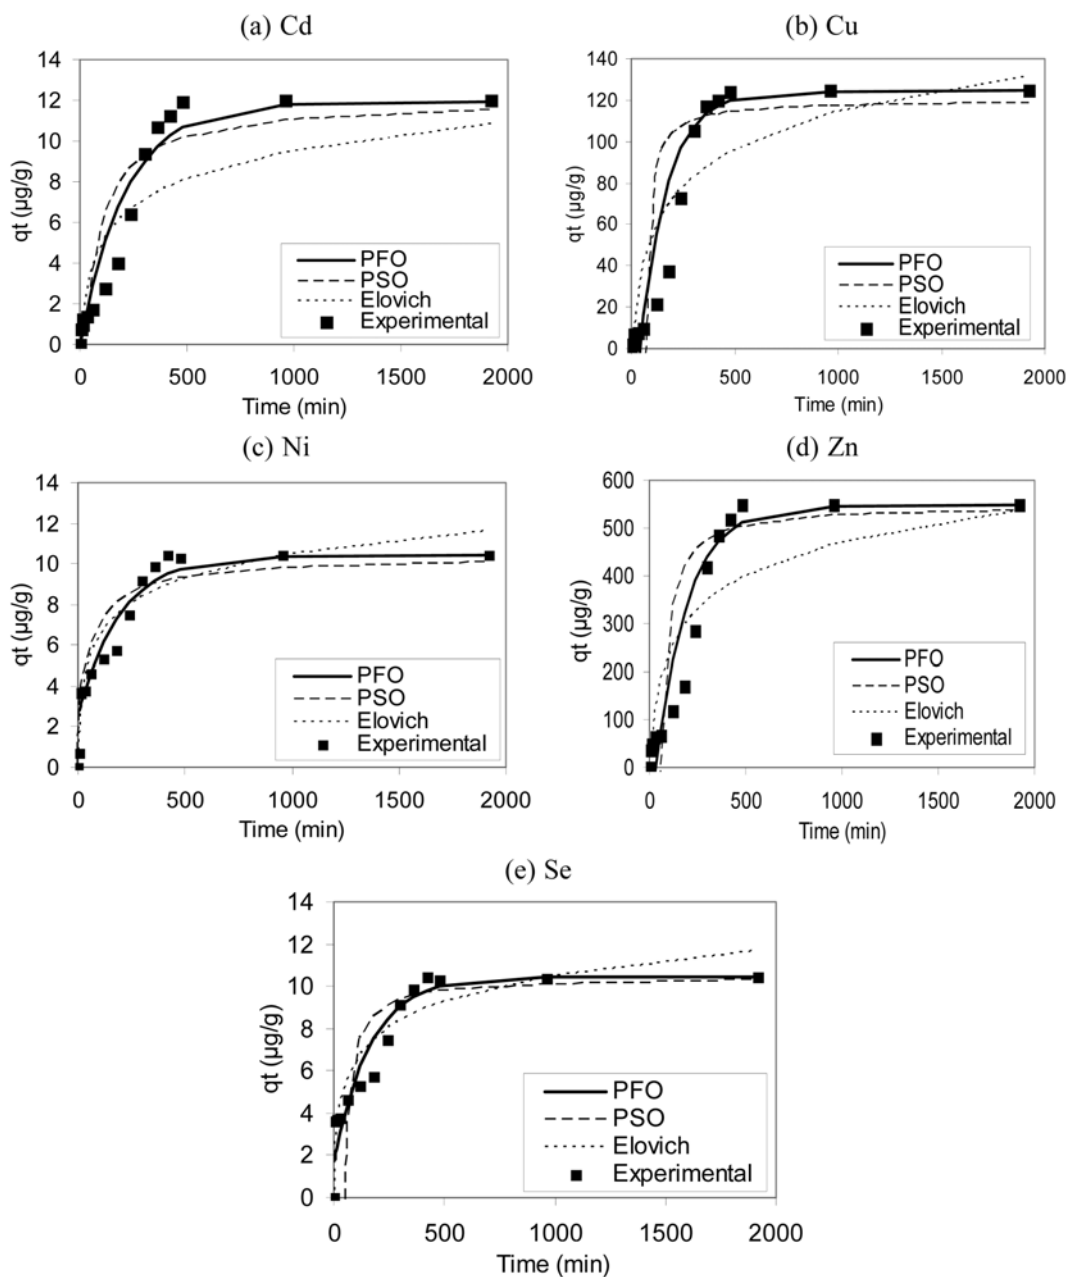 (a) Cd
14
12
10
8
6
4
2
0
qt (µg/g)
PFO
PSO
Elovich
Experimental
0 500 1000 1500 2000
Time (min)
(b) Cu
140
120
100
80
60
40
20
0
qt (µg/g)
PFO
PSO
Elovich
Experimental
0 500 1000 1500 2000
Time (min)
(c) Ni
14
12
10
8
6
4
2
0
qt (µg/g)
PFO
PSO
Elovich
Experimental
0 500 1000 1500 2000
Time (min)
(d) Zn
600
500
400
300
200
100
0
qt (µg/g)
PFO
PSO
Elovich
Experimental
0 500 1000 1500 2000
Time (min)
(e) Se
14
12
10
8
6
4
2
0
qt (µg/g)
PFO
PSO
Elovich
Experimental
0 500 1000 1500 2000
Time (min)